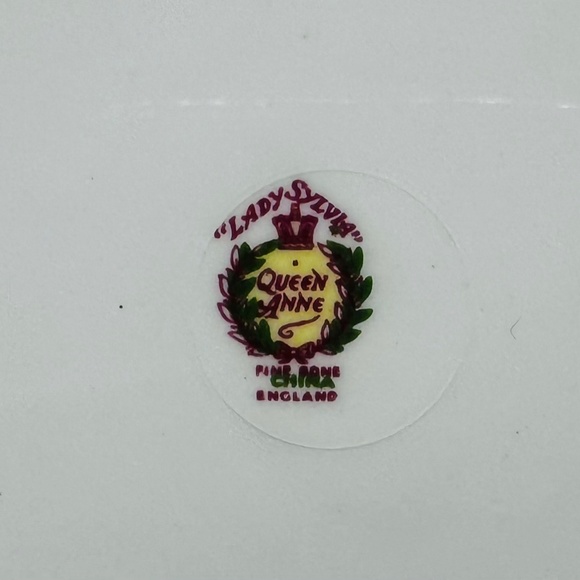 "LADY SYLVIA"
QUEEN
ANNE
FINE BONE
CHINA
ENGLAND